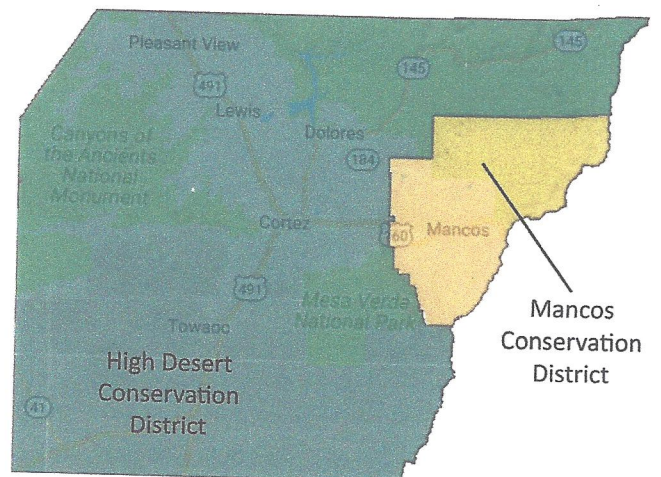 Pleasant View
145
145
491
Lewis
Dolores
Canyons of
the Ancients
National
Monument
184
Cortez
160
Mancos
491
Mesa Verde
National Park
Towaoc
Mancos
Conservation
District
High Desert
Conservation
District
41